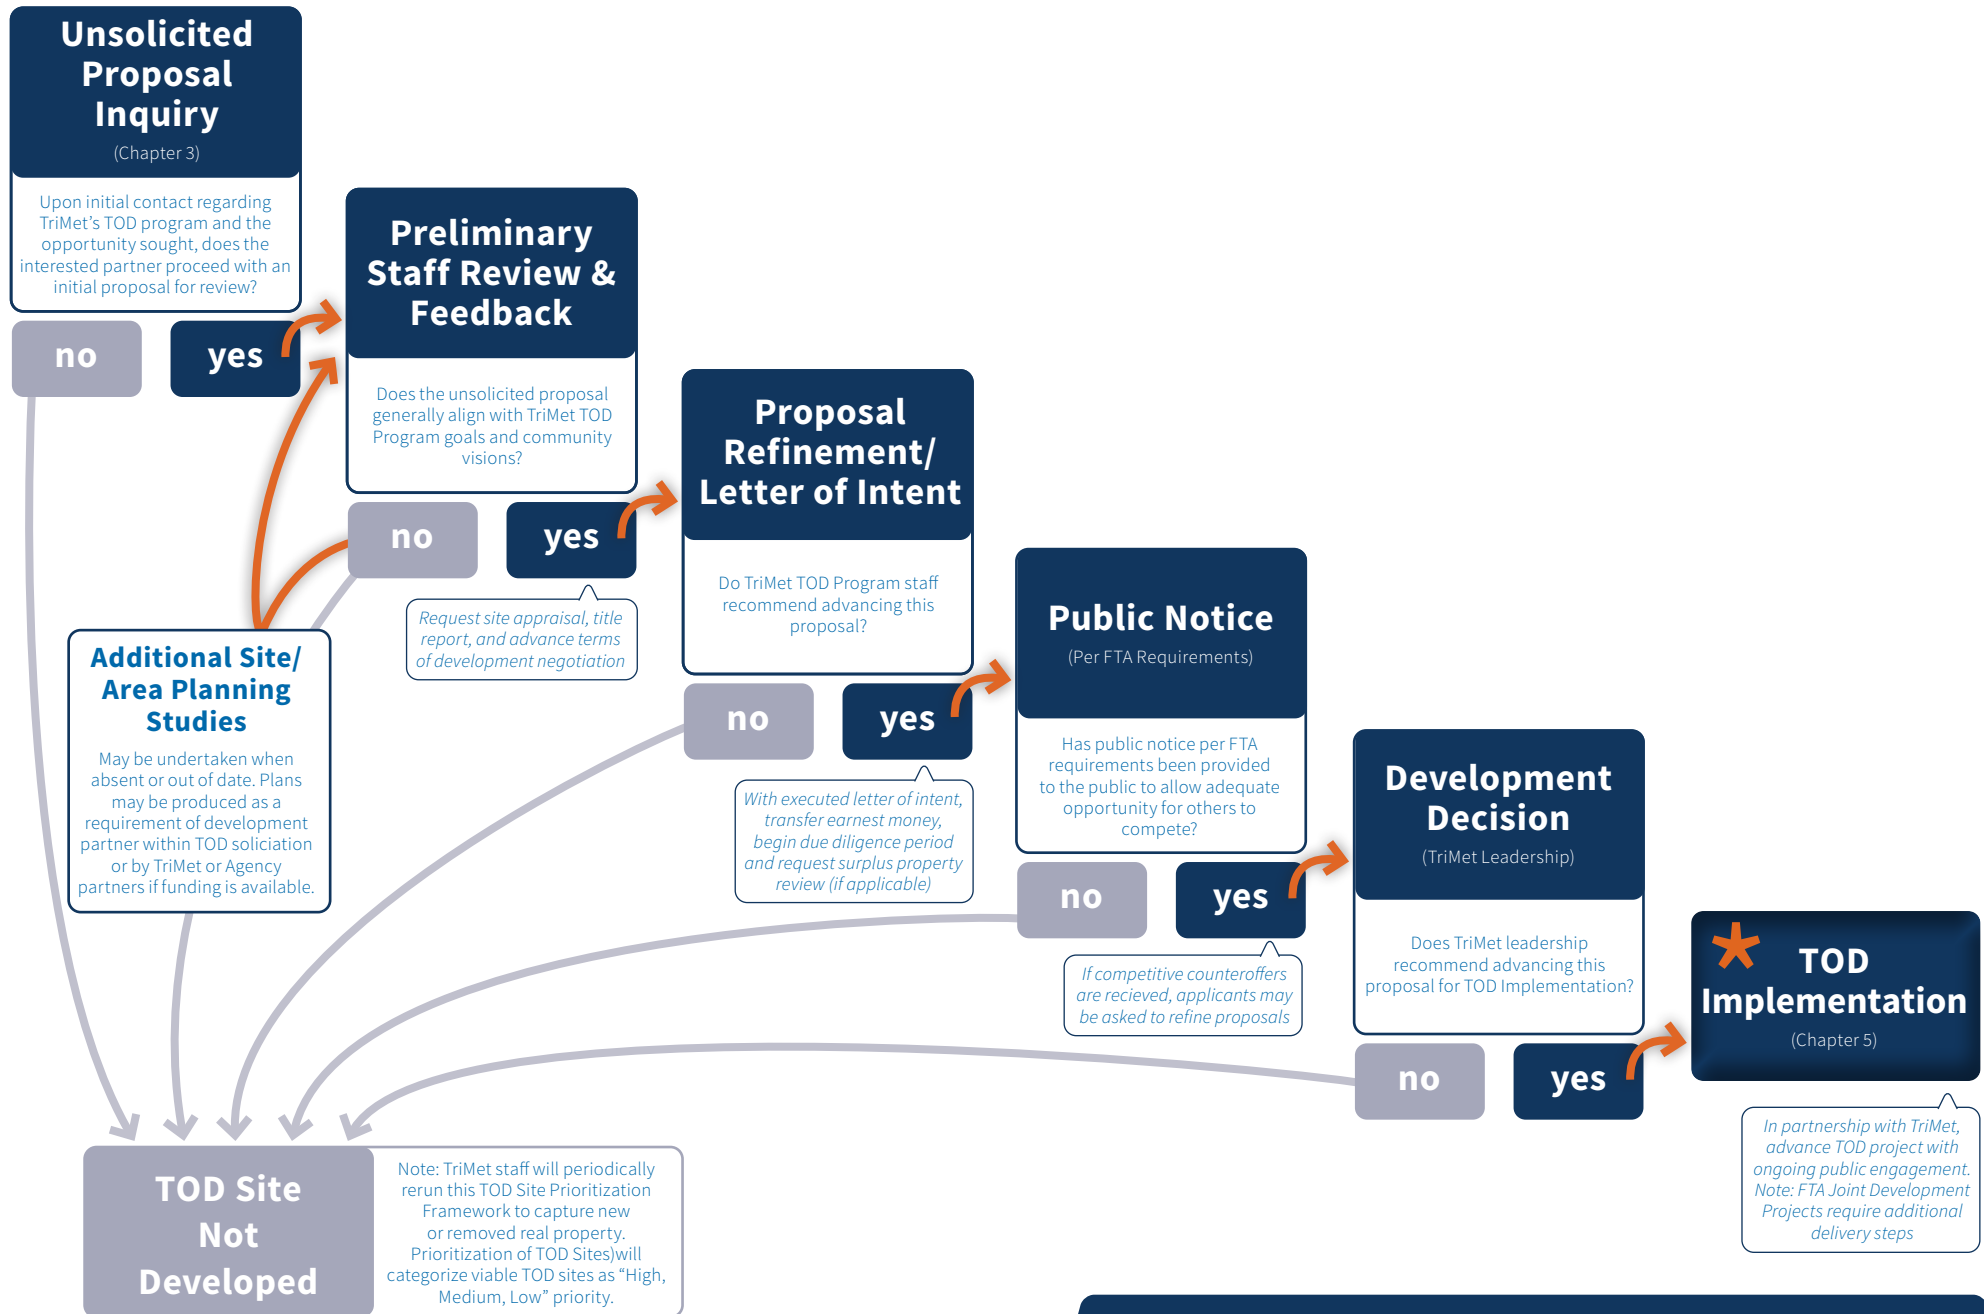 Unsolicited
Proposal
Inquiry
(Chapter 3)
Upon initial contact regarding
TriMet’s TOD program and the
opportunity sought, does the
interested partner proceed with an
initial proposal for review?
no
yes
Preliminary
Staff Review &
Feedback
Does the unsolicited proposal
generally align with TriMet TOD
Program goals and community
visions?
no
yes
Request site appraisal, title
report, and advance terms
of development negotiation
Additional Site/
Area Planning
Studies
May be undertaken when
absent or out of date. Plans
may be produced as a
requirement of development
partner within TOD soliciation
or by TriMet or Agency
partners if funding is available.
Proposal
Refinement/
Letter of Intent
Do TriMet TOD Program staff
recommend advancing this
proposal?
no
yes
With executed letter of intent,
transfer earnest money,
begin due diligence period
and request surplus property
review (if applicable)
Public Notice
(Per FTA Requirements)
Has public notice per FTA
requirements been provided
to the public to allow adequate
opportunity for others to
compete?
no
yes
If competitive counteroffers
are recieved, applicants may
be asked to refine proposals
Development
Decision
(TriMet Leadership)
Does TriMet leadership
recommend advancing this
proposal for TOD Implementation?
no
yes
TOD
Implementation
(Chapter 5)
In partnership with TriMet,
advance TOD project with
ongoing public engagement.
Note: FTA Joint Development
Projects require additional
delivery steps
TOD Site
Not
Developed
Note: TriMet staff will periodically
rerun this TOD Site Prioritization
Framework to capture new
or removed real property.
Prioritization of TOD Sites)will
categorize viable TOD sites as “High,
Medium, Low” priority.